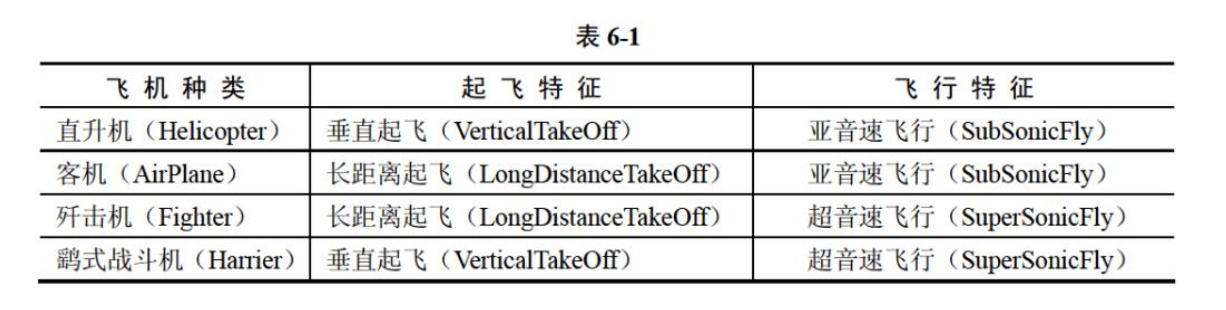 表 6-1
飞 机 种 类 起 飞 特 征 飞 行 特 征
直升机（Helicopter） 垂直起飞（VerticalTakeOff） 亚音速飞行（SubSonicFly）
客机（AirPlane） 长距离起飞（LongDistanceTakeOff） 亚音速飞行（SubSonicFly）
歼击机（Fighter） 长距离起飞（LongDistanceTakeOff） 超音速飞行（SuperSonicFly）
鹞式战斗机（Harrier） 垂直起飞（VerticalTakeOff） 超音速飞行（SuperSonicFly）